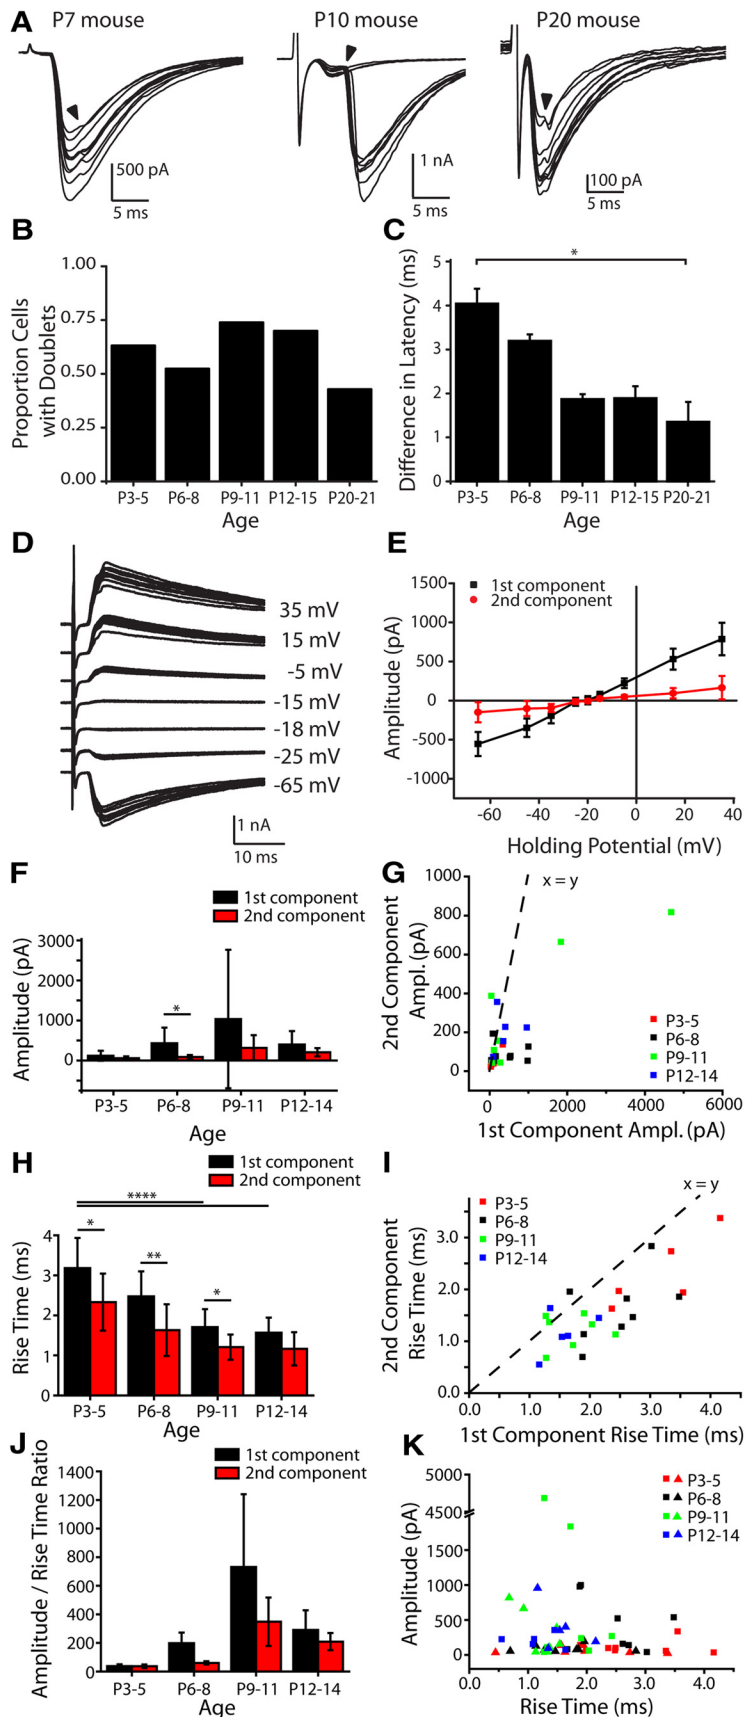 A
P7 mouse
P10 mouse
P20 mouse
500 pA
5 ms
1 nA
5 ms
100 pA
5 ms
B
Proportion Cells
with Doublets
1.00
0.75
0.50
0.25
0.00
P3-5
P6-8
P9-11
P12-15
P20-21
Age
C
Difference in Latency (ms)
5
4
3
2
1
0
*
P3-5
P6-8
P9-11
P12-15
P20-21
Age
D
35 mV
15 mV
-5 mV
-15 mV
-18 mV
-25 mV
-65 mV
1 nA
10 ms
E
1st component
2nd component
Amplitude (pA)
1500
1000
500
0
-500
-1000
-60
-40
-20
0
20
40
Holding Potential (mV)
F
1st component
2nd component
Amplitude (pA)
3000
2000
1000
0
*
P3-5
P6-8
P9-11
P12-14
Age
G
2nd Component
Ampl. (pA)
1000
800
600
400
200
0
x = y
P3-5
P6-8
P9-11
P12-14
0
2000
4000
6000
1st Component Ampl. (pA)
H
1st component
2nd component
Rise Time (ms)
4
3
2
1
0
****
*
**
*
P3-5
P6-8
P9-11
P12-14
Age
I
2nd Component
Rise Time (ms)
x = y
P3-5
P6-8
P9-11
P12-14
3.0
2.0
1.0
0.0
0.0
1.0
2.0
3.0
4.0
1st Component Rise Time (ms)
J
1st component
2nd component
Amplitude / Rise Time Ratio
1400
1200
1000
800
600
400
200
0
P3-5
P6-8
P9-11
P12-14
Age
K
Amplitude (pA)
5000
4500
1500
1000
500
0
P3-5
P6-8
P9-11
P12-14
0.0
1.0
2.0
3.0
4.0
Rise Time (ms)